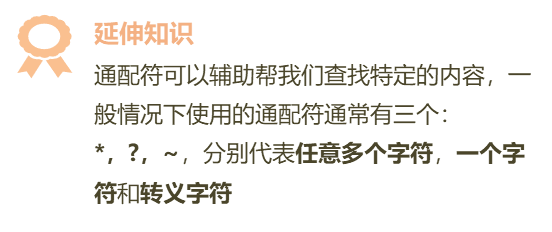 延伸知识
通配符可以辅助帮我们查找特定的内容，一
般情况下使用的通配符通常有三个：
*，?，~，分别代表任意多个字符，一个字
符和转义字符